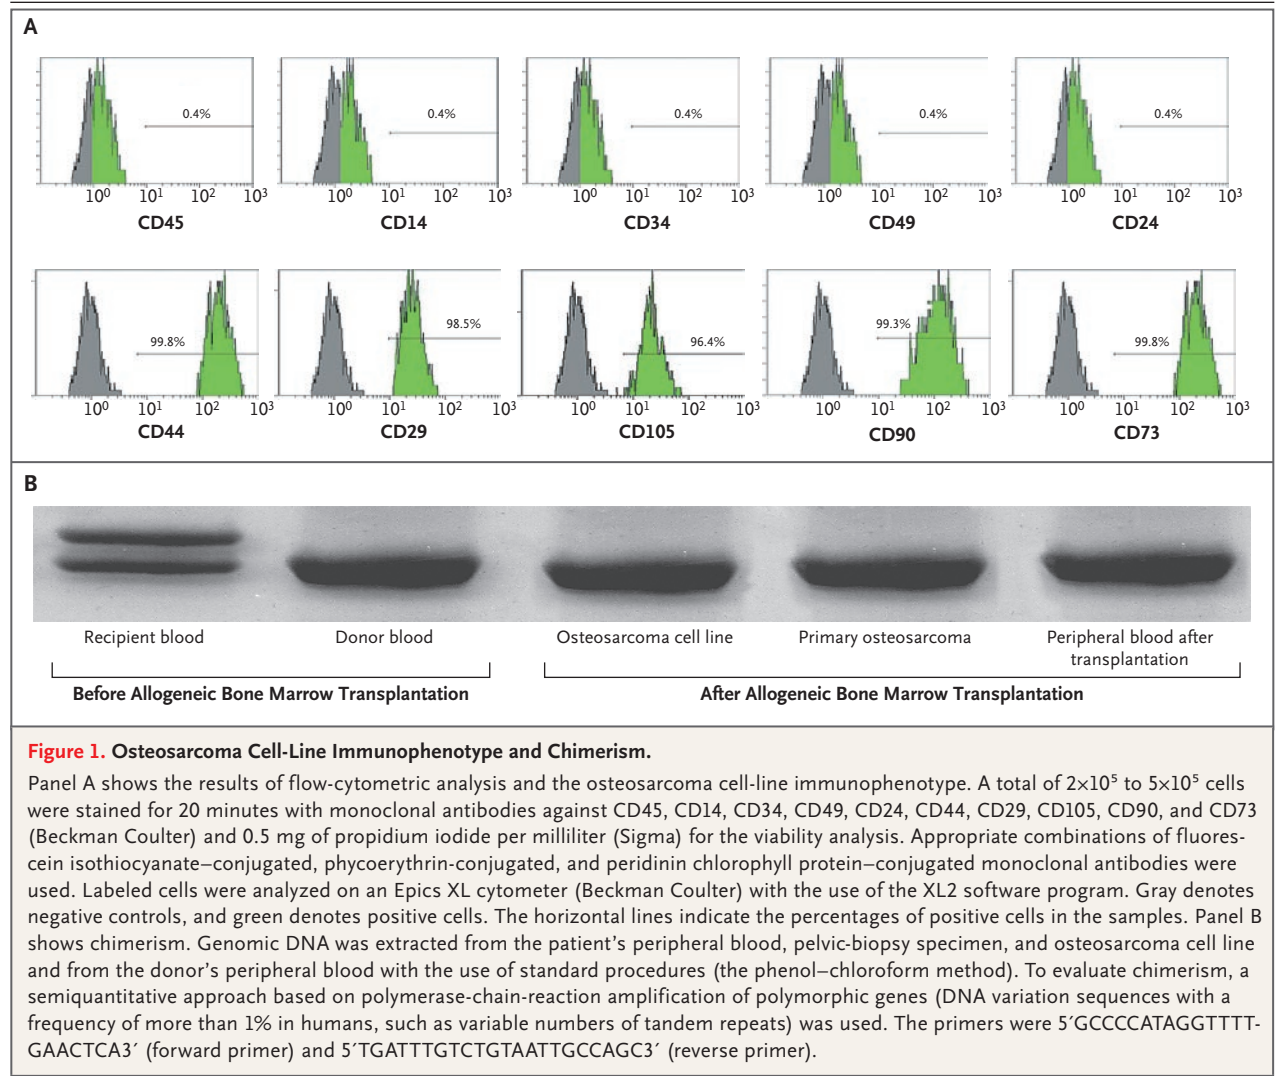 A
0.4%
0.4%
0.4%
0.4%
0.4%
10⁰ 10¹ 10² 10³
10⁰ 10¹ 10² 10³
10⁰ 10¹ 10² 10³
10⁰ 10¹ 10² 10³
10⁰ 10¹ 10² 10³
CD45
CD14
CD34
CD49
CD24
99.8%
98.5%
96.4%
99.3%
99.8%
10⁰ 10¹ 10² 10³
10⁰ 10¹ 10² 10³
10⁰ 10¹ 10² 10³
10⁰ 10¹ 10² 10³
10⁰ 10¹ 10² 10³
CD44
CD29
CD105
CD90
CD73
B
Recipient blood
Donor blood
Osteosarcoma cell line
Primary osteosarcoma
Peripheral blood after
transplantation
Before Allogeneic Bone Marrow Transplantation
After Allogeneic Bone Marrow Transplantation
Figure 1. Osteosarcoma Cell-Line Immunophenotype and Chimerism.
Panel A shows the results of flow-cytometric analysis and the osteosarcoma cell-line immunophenotype. A total of 2×10⁵ to 5×10⁵ cells
were stained for 20 minutes with monoclonal antibodies against CD45, CD14, CD34, CD49, CD24, CD44, CD29, CD105, CD90, and CD73
(Beckman Coulter) and 0.5 mg of propidium iodide per milliliter (Sigma) for the viability analysis. Appropriate combinations of fluores-
cein isothiocyanate–conjugated, phycoerythrin-conjugated, and peridinin chlorophyll protein–conjugated monoclonal antibodies were
used. Labeled cells were analyzed on an Epics XL cytometer (Beckman Coulter) with the use of the XL2 software program. Gray denotes
negative controls, and green denotes positive cells. The horizontal lines indicate the percentages of positive cells in the samples. Panel B
shows chimerism. Genomic DNA was extracted from the patient's peripheral blood, pelvic-biopsy specimen, and osteosarcoma cell line
and from the donor's peripheral blood with the use of standard procedures (the phenol–chloroform method). To evaluate chimerism, a
semiquantitative approach based on polymerase-chain-reaction amplification of polymorphic genes (DNA variation sequences with a
frequency of more than 1% in humans, such as variable numbers of tandem repeats) was used. The primers were 5′GCCCCATAGGTTTT-
GAACTCA3′ (forward primer) and 5′TGATTTGTCTGTAATTGCCAGC3′ (reverse primer).